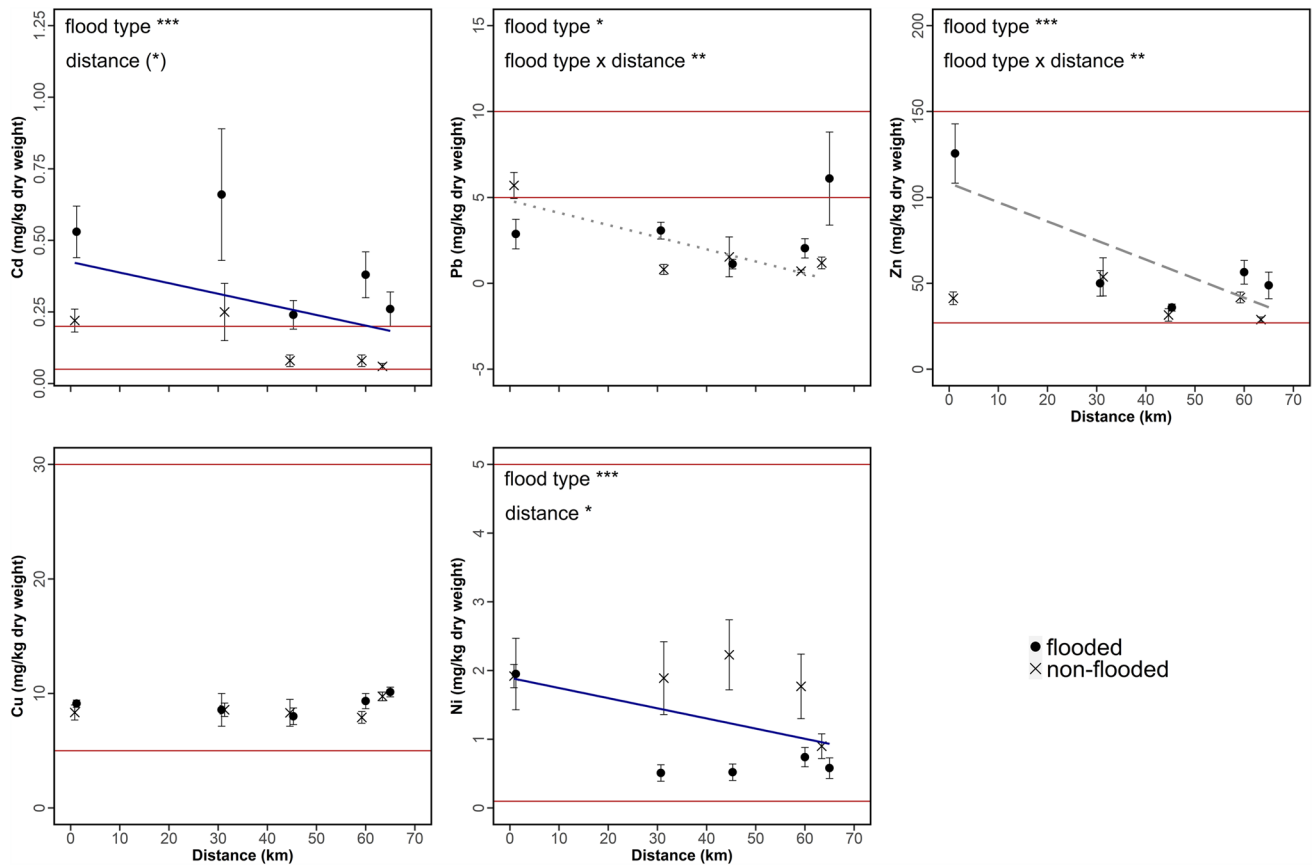 flood type ***
distance (*)
Cd (mg/kg dry weight)
0.00
0.25
0.50
0.75
1.00
1.25
flood type *
flood type x distance **
Pb (mg/kg dry weight)
-5
0
5
10
15
flood type ***
flood type x distance **
Zn (mg/kg dry weight)
0
50
100
150
200
0 10 20 30 40 50 60 70
Distance (km)
Cu (mg/kg dry weight)
0
10
20
30
0 10 20 30 40 50 60 70
Distance (km)
flood type ***
distance *
Ni (mg/kg dry weight)
0
1
2
3
4
5
0 10 20 30 40 50 60 70
Distance (km)
flooded
non-flooded